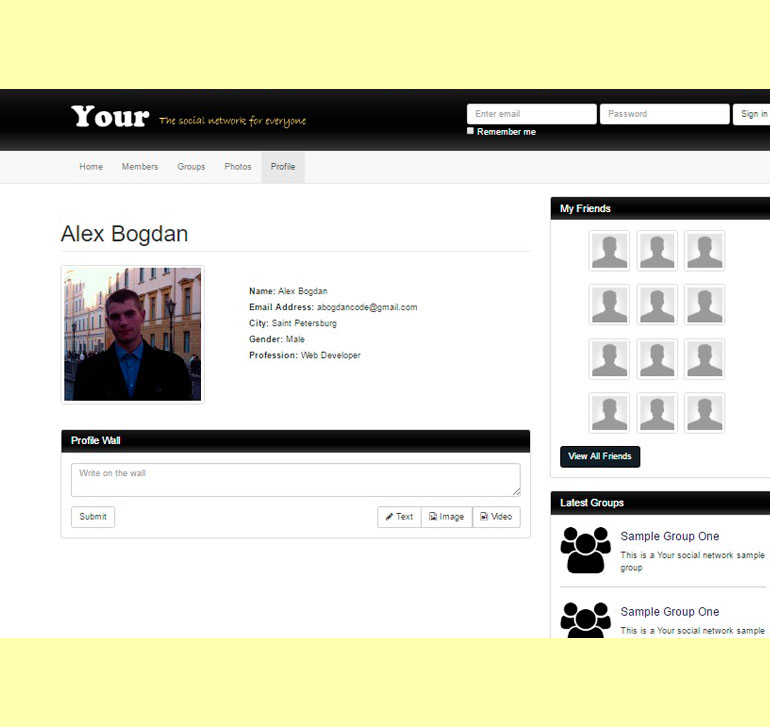 Your The social network for everyone
Enter email Password Sign in
Remember me
Home Members Groups Photos Profile
Alex Bogdan
Name: Alex Bogdan
Email Address: abogdancode@gmail.com
City: Saint Petersburg
Gender: Male
Profession: Web Developer
Profile Wall
Write on the wall
Submit Text Image Video
My Friends
View All Friends
Latest Groups
Sample Group One
This is a Your social network sample
group
Sample Group One
This is a Your social network sample